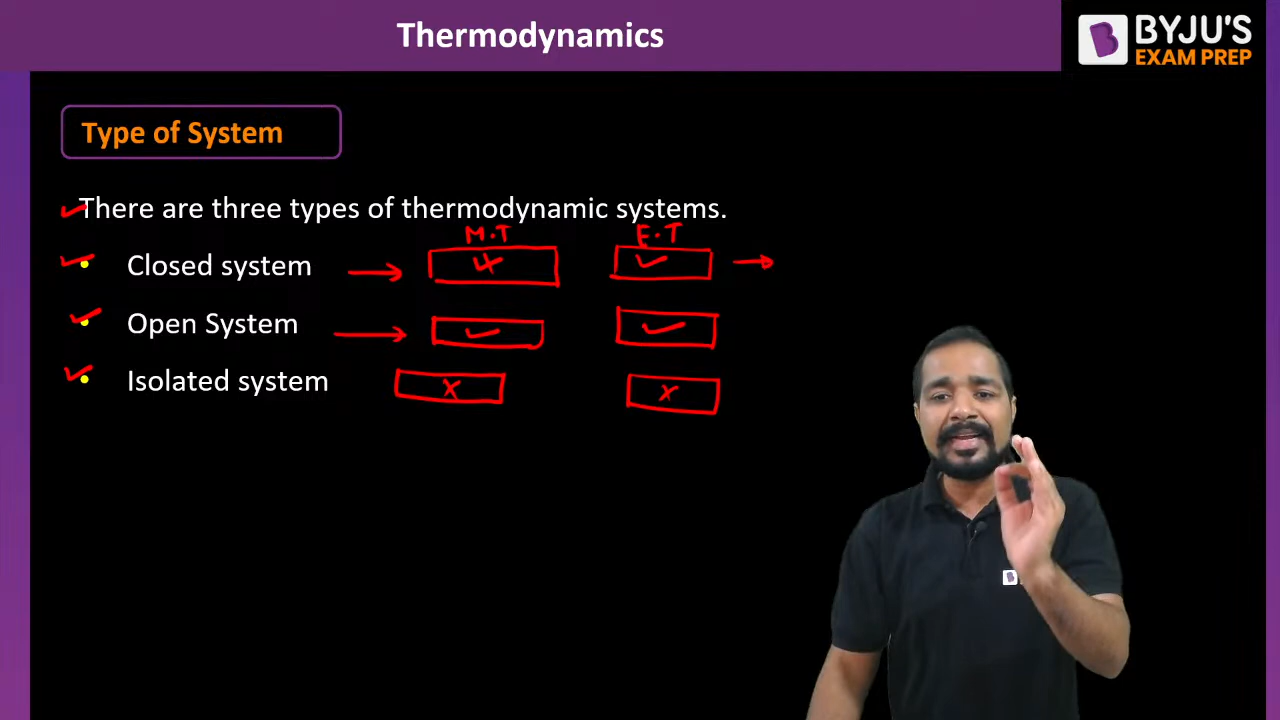 Thermodynamics
BYJU'S
EXAM PREP
Type of System
There are three types of thermodynamic systems.
M.T E.T
• Closed system
• Open System
• Isolated system
B